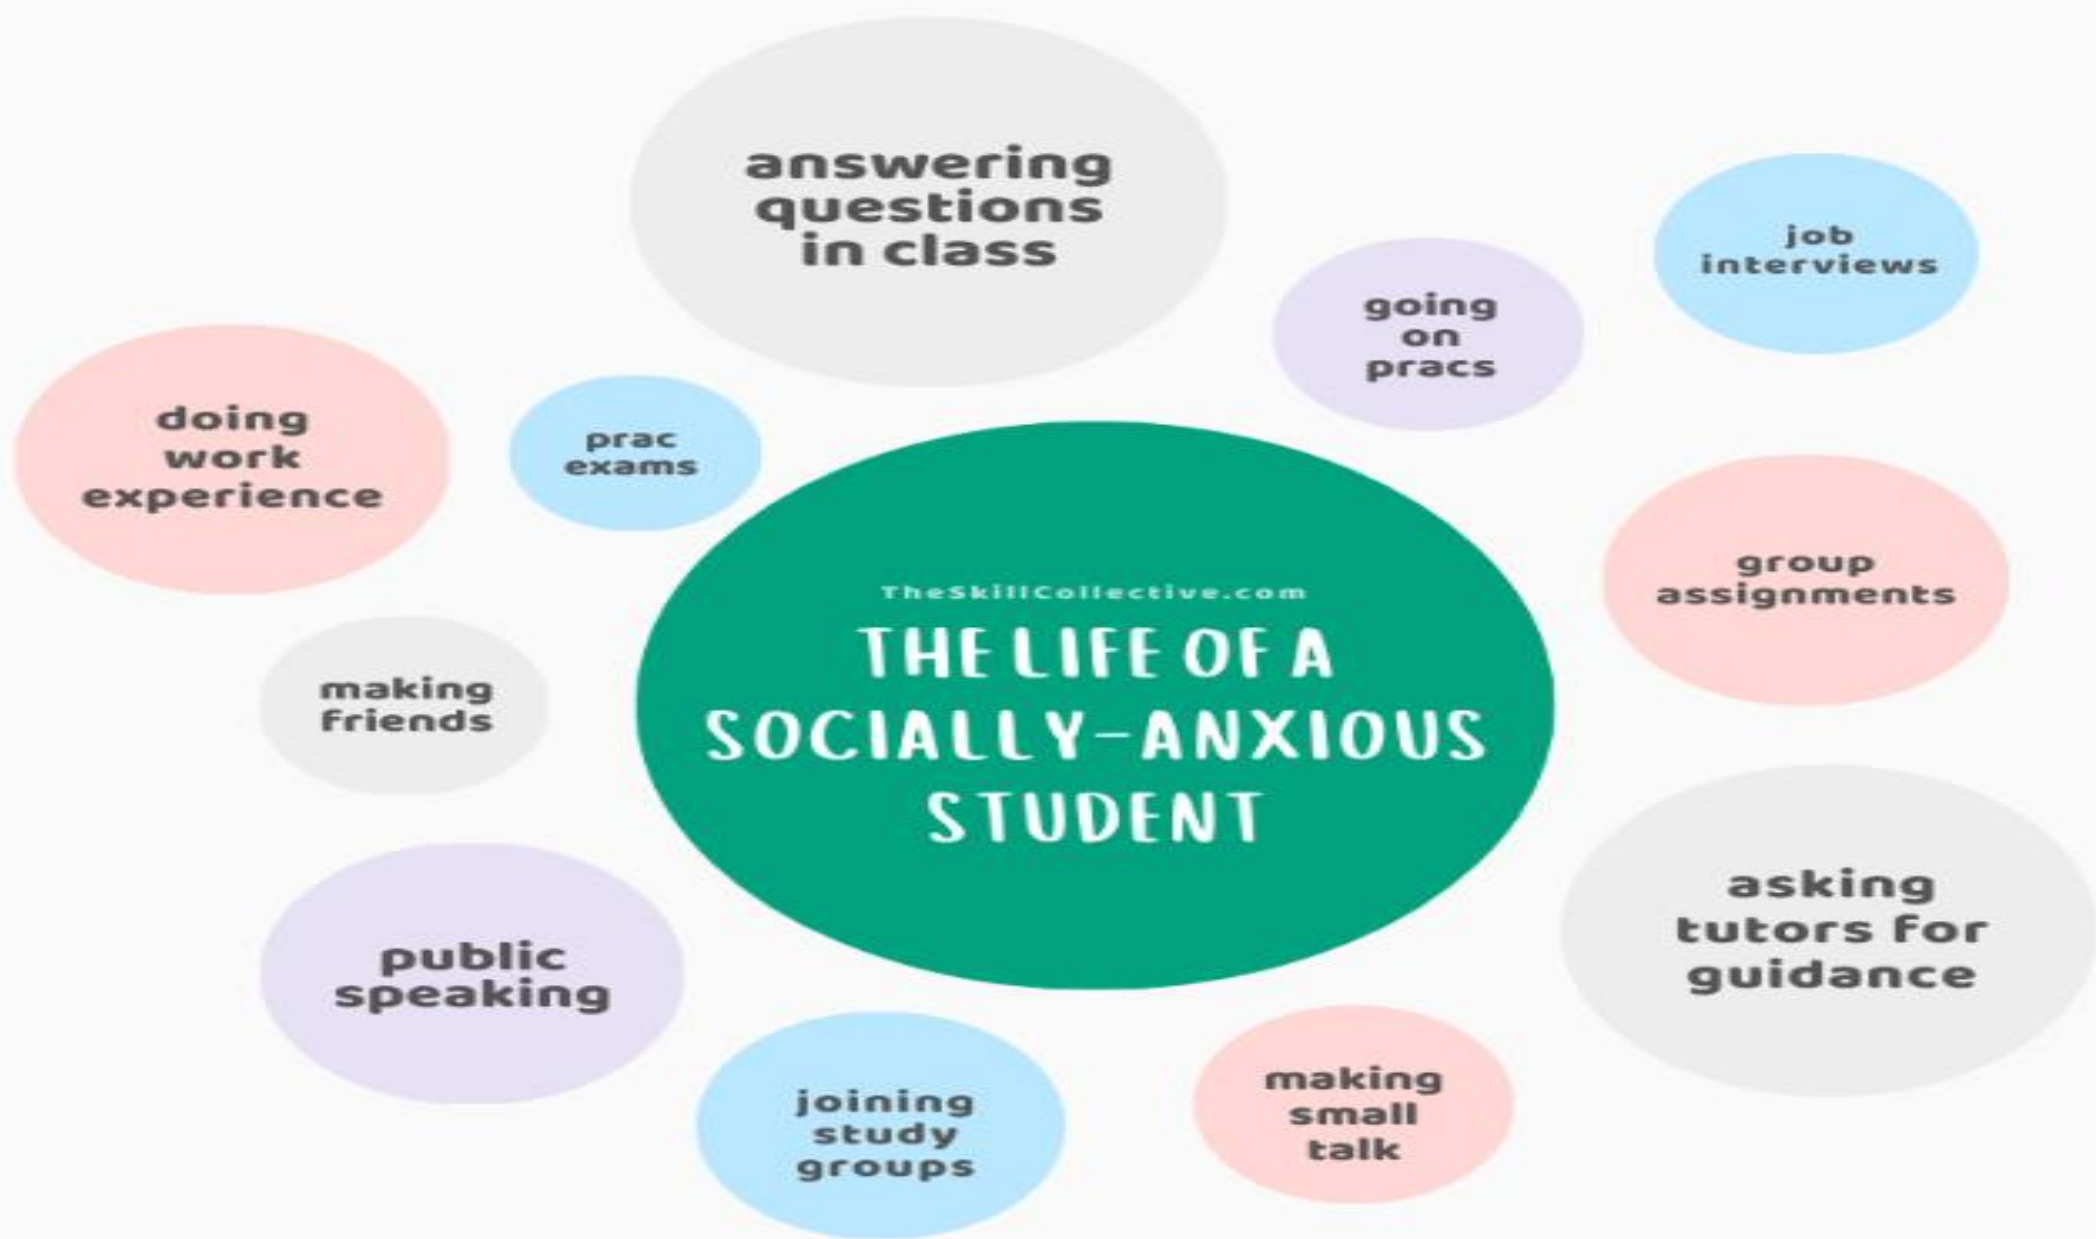 answering
questions
in class
job
interviews
going
on
pracs
doing
work
experience
prac
exams
group
assignments
TheSkillCollective.com
THE LIFE OF A
SOCIALLY-ANXIOUS
STUDENT
making
friends
asking
tutors for
guidance
public
speaking
joining
study
groups
making
small
talk